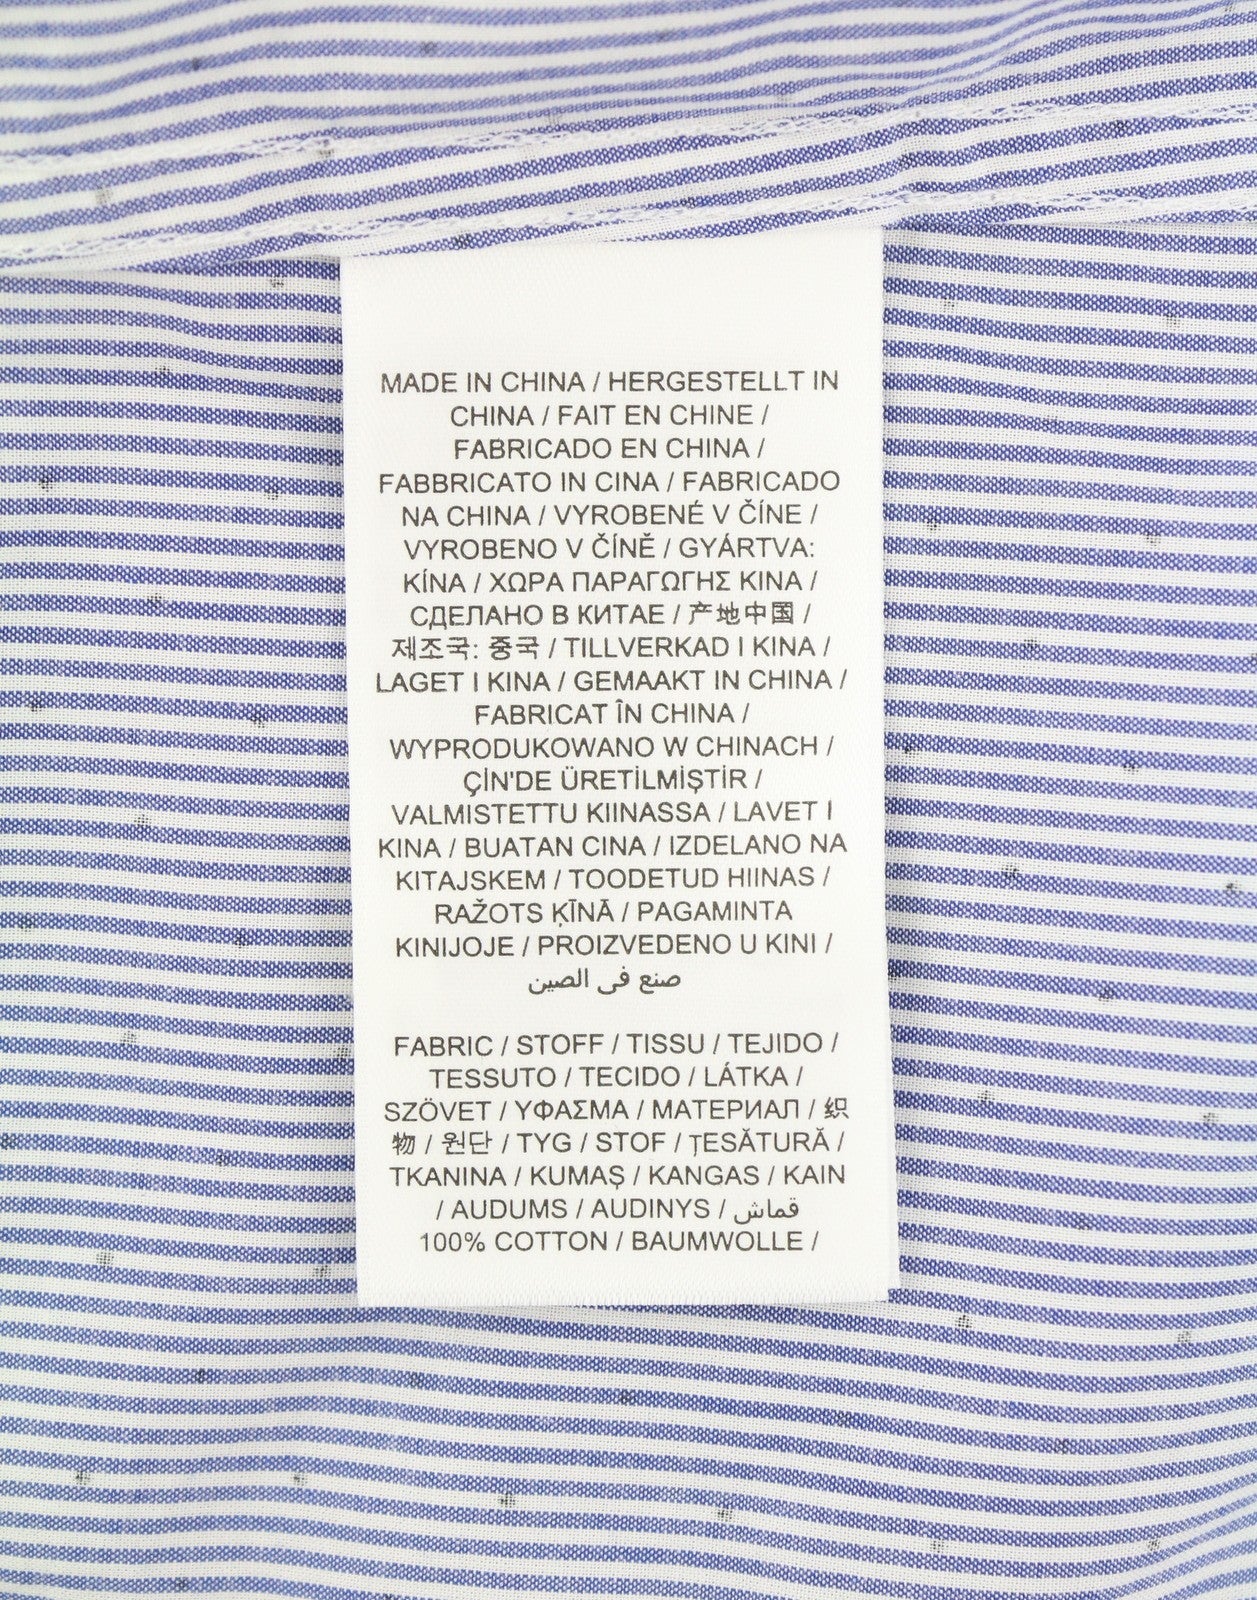 MADE IN CHINA / HERGESTELLT IN
CHINA / FAIT EN CHINE /
FABRICADO EN CHINA /
FABBRICATO IN CINA / FABRICADO
NA CHINA / VYROBENÉ V ČÍNE /
VYROBENO V ČÍNĚ / GYÁRTVA:
KÍNA / ΧΩΡΑ ΠΑΡΑΓΩΓΗΣ ΚΙΝΑ /
СДЕЛАНО В КИТАЕ / 产地中国 /
제조국: 중국 / TILLVERKAD I KINA /
LAGET I KINA / GEMAAKT IN CHINA /
FABRICAT ÎN CHINA /
WYPRODUKOWANO W CHINACH /
ÇİN'DE ÜRETİLMİŞTİR /
VALMISTETTU KIINASSA / LAVET I
KINA / BUATAN CINA / IZDELANO NA
KITAJSKEM / TOODETUD HIINAS /
RAŽOTS ĶĪNĀ / PAGAMINTA
KINIJOJE / PROIZVEDENO U KINI /
صنع فى الصين
FABRIC / STOFF / TISSU / TEJIDO /
TESSUTO / TECIDO / LÁTKA /
SZÖVET / ΥΦΑΣΜΑ / МАТЕРИАЛ / 织
物 / 원단 / TYG / STOF / ȚESĂTURĂ /
TKANINA / KUMAŞ / KANGAS / KAIN
/ AUDUMS / AUDINYS / قماش
100% COTTON / BAUMWOLLE /